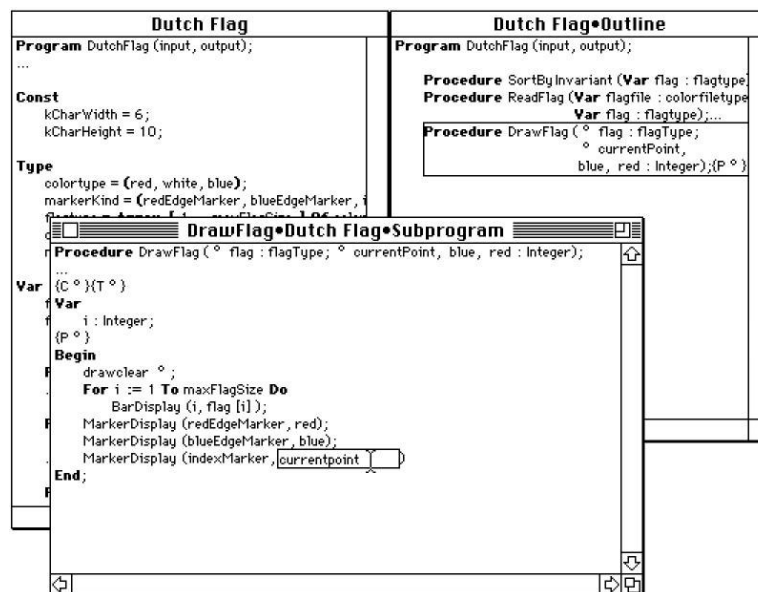 Dutch Flag
Program DutchFlag (input, output);
...
Const
kCharWidth = 6;
kCharHeight = 10;
Type
colortype = (red, white, blue);
markerKind = (redEdgeMarker, blueEdgeMarker, i
Var
Dutch Flag•Outline
Program DutchFlag (input, output);
Procedure SortByInvariant (Var flag : flagtype)
Procedure ReadFlag (Var flagfile : colorfiletype
Var flag : flagtype);...
Procedure DrawFlag ( ° flag : flagType;
° currentPoint,
blue, red : Integer);{P ° }
DrawFlag•Dutch Flag•Subprogram
Procedure DrawFlag ( ° flag : flagType; ° currentPoint, blue, red : Integer);
...
{C ° }{T ° }
Var
i : Integer;
{P ° }
Begin
drawclear ° ;
For i := 1 To maxFlagSize Do
BarDisplay (i, flag [i] );
MarkerDisplay (redEdgeMarker, red);
MarkerDisplay (blueEdgeMarker, blue);
MarkerDisplay (indexMarker, currentpoint )
End;